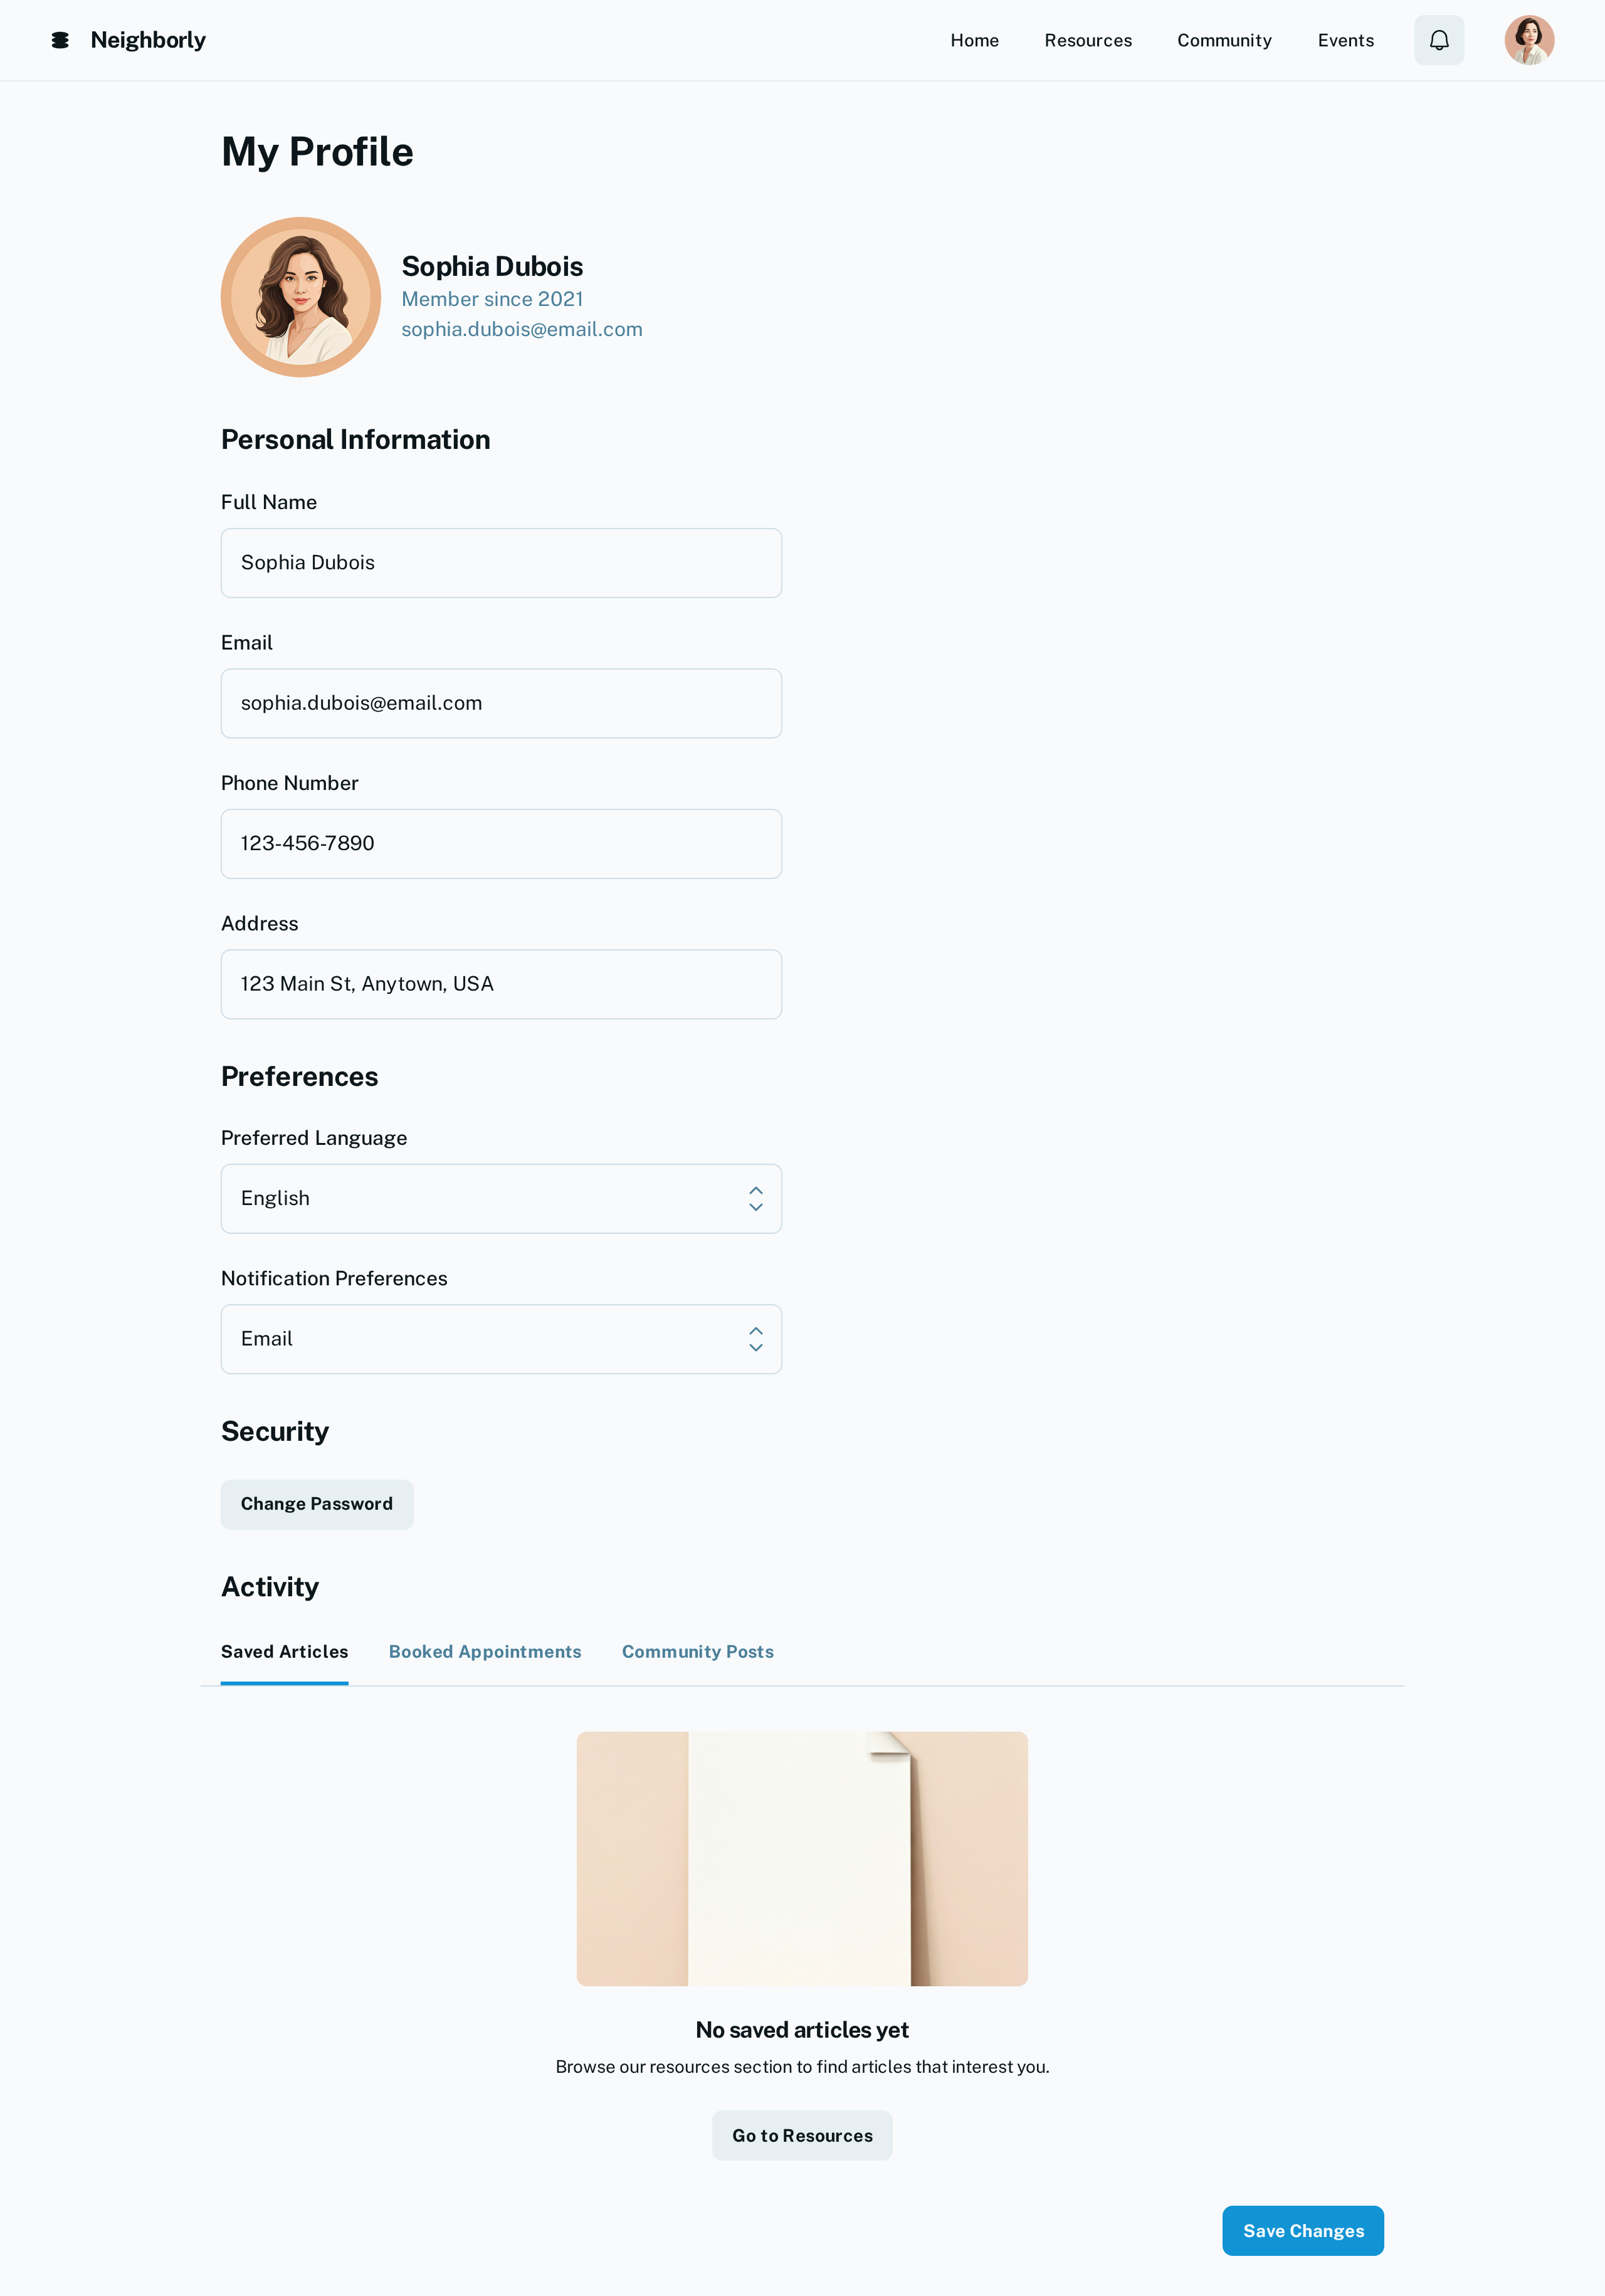 Neighborly
Home
Resources
Community
Events
My Profile
Sophia Dubois
Member since 2021
sophia.dubois@email.com
Personal Information
Full Name
Sophia Dubois
Email
sophia.dubois@email.com
Phone Number
123-456-7890
Address
123 Main St, Anytown, USA
Preferences
Preferred Language
English
Notification Preferences
Email
Security
Change Password
Activity
Saved Articles
Booked Appointments
Community Posts
No saved articles yet
Browse our resources section to find articles that interest you.
Go to Resources
Save Changes